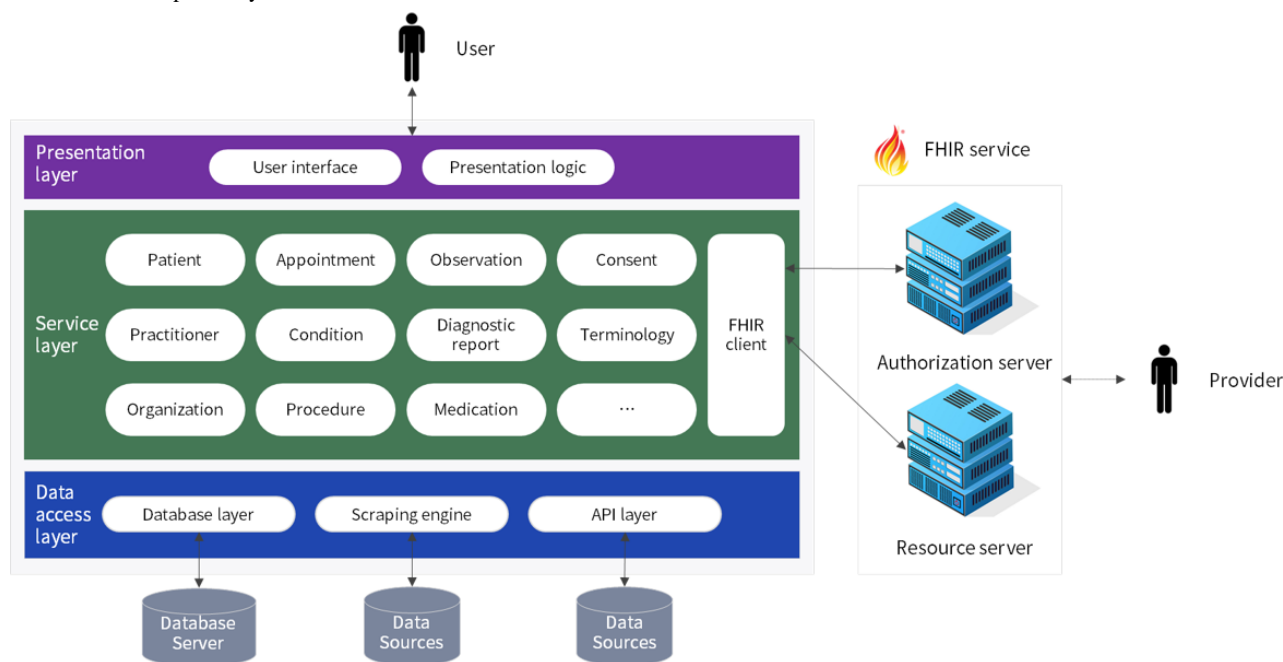 User
Presentation
layer
User interface
Presentation logic
FHIR service
Patient
Appointment
Observation
Consent
Service
layer
Practitioner
Condition
Diagnostic
report
Terminology
FHIR
client
Organization
Procedure
Medication
...
Authorization server
Provider
Resource server
Data
access
layer
Database layer
Scraping engine
API layer
Database
Server
Data
Sources
Data
Sources